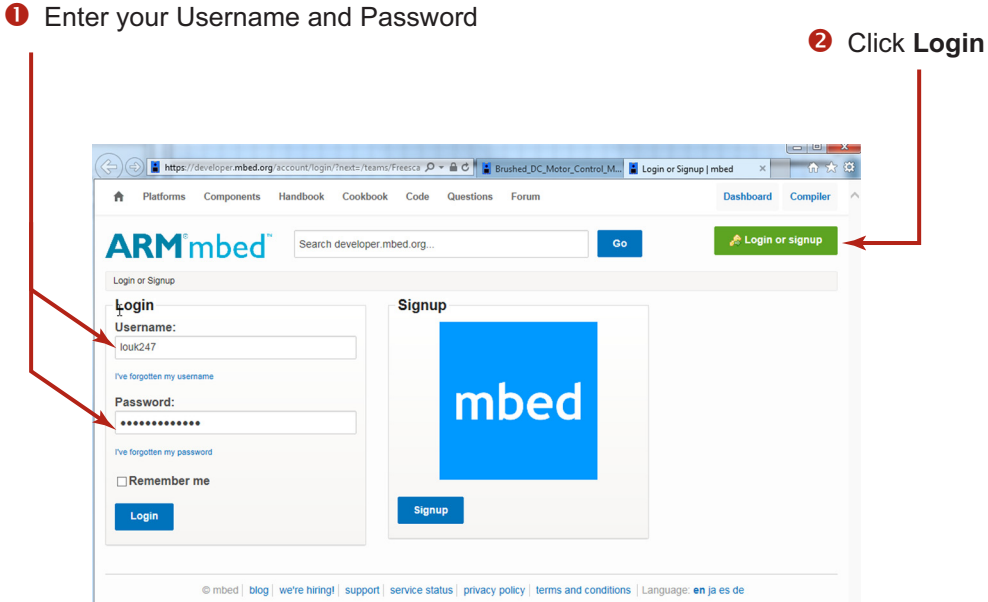 1 Enter your Username and Password
2 Click Login
https://developer.mbed.org/account/login/?next=/teams/Freesca
Brushed_DC_Motor_Control_M...
Login or Signup | mbed
Platforms Components Handbook Cookbook Code Questions Forum Dashboard Compiler
ARM®mbed™
Search developer.mbed.org...
Go
Login or signup
Login or Signup
Login
Username:
louk247
I've forgotten my username
Password:
•••••••••••••
I've forgotten my password
Remember me
Login
Signup
mbed
Signup
© mbed | blog | we're hiring! | support | service status | privacy policy | terms and conditions | Language: en ja es de